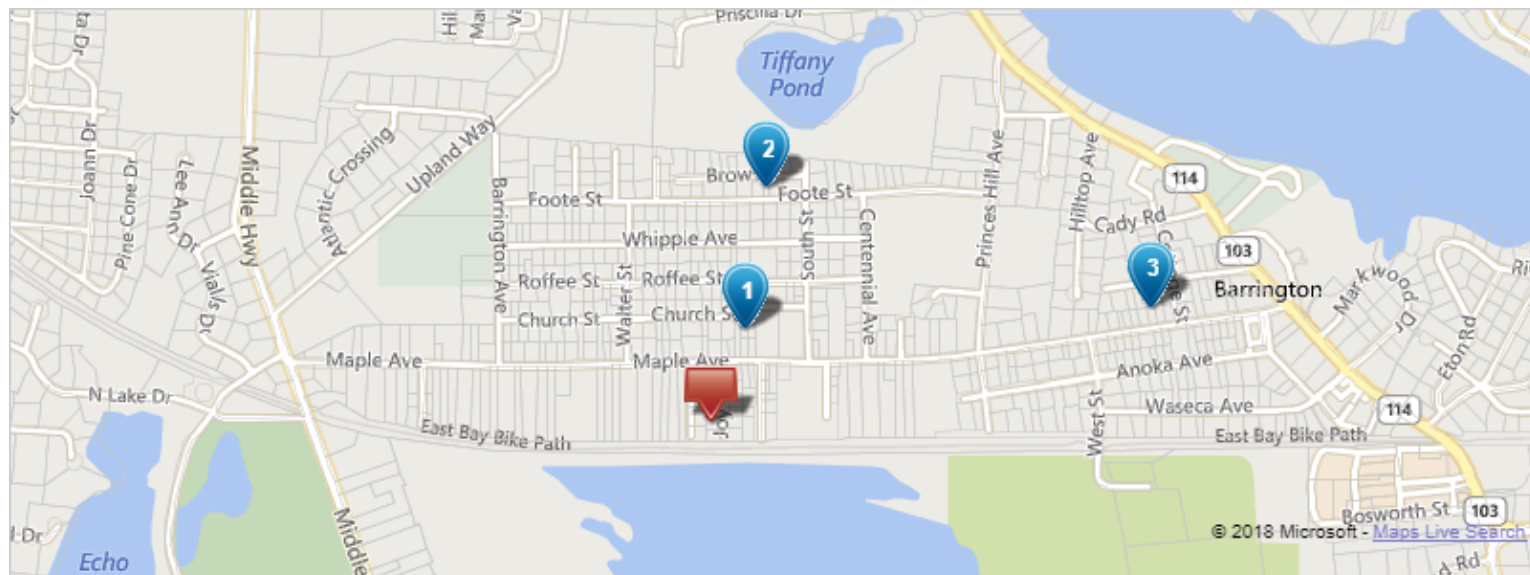 Priscilla Dr
Tiffany
Pond
Joann Dr
Pine Cone Dr
Lee Ann Dr
Vialls Dr
Middle Hwy
Atlantic Crossing
Upland Way
2
Foote St
Foote St
Barrington Ave
Whipple Ave
Walter St
Roffee St
Roffee St
South St
Centennial Ave
Princes Hill Ave
Hilltop Ave
114
Cady Rd
103
3
Barrington
Markwood Dr
Eton Rd
1
Church St
Church St
Maple Ave
Maple Ave
Anoka Ave
N Lake Dr
Waseca Ave
114
West St
East Bay Bike Path
East Bay Bike Path
Bosworth St
103
Middle
Echo
© 2018 Microsoft - Maps Live Search